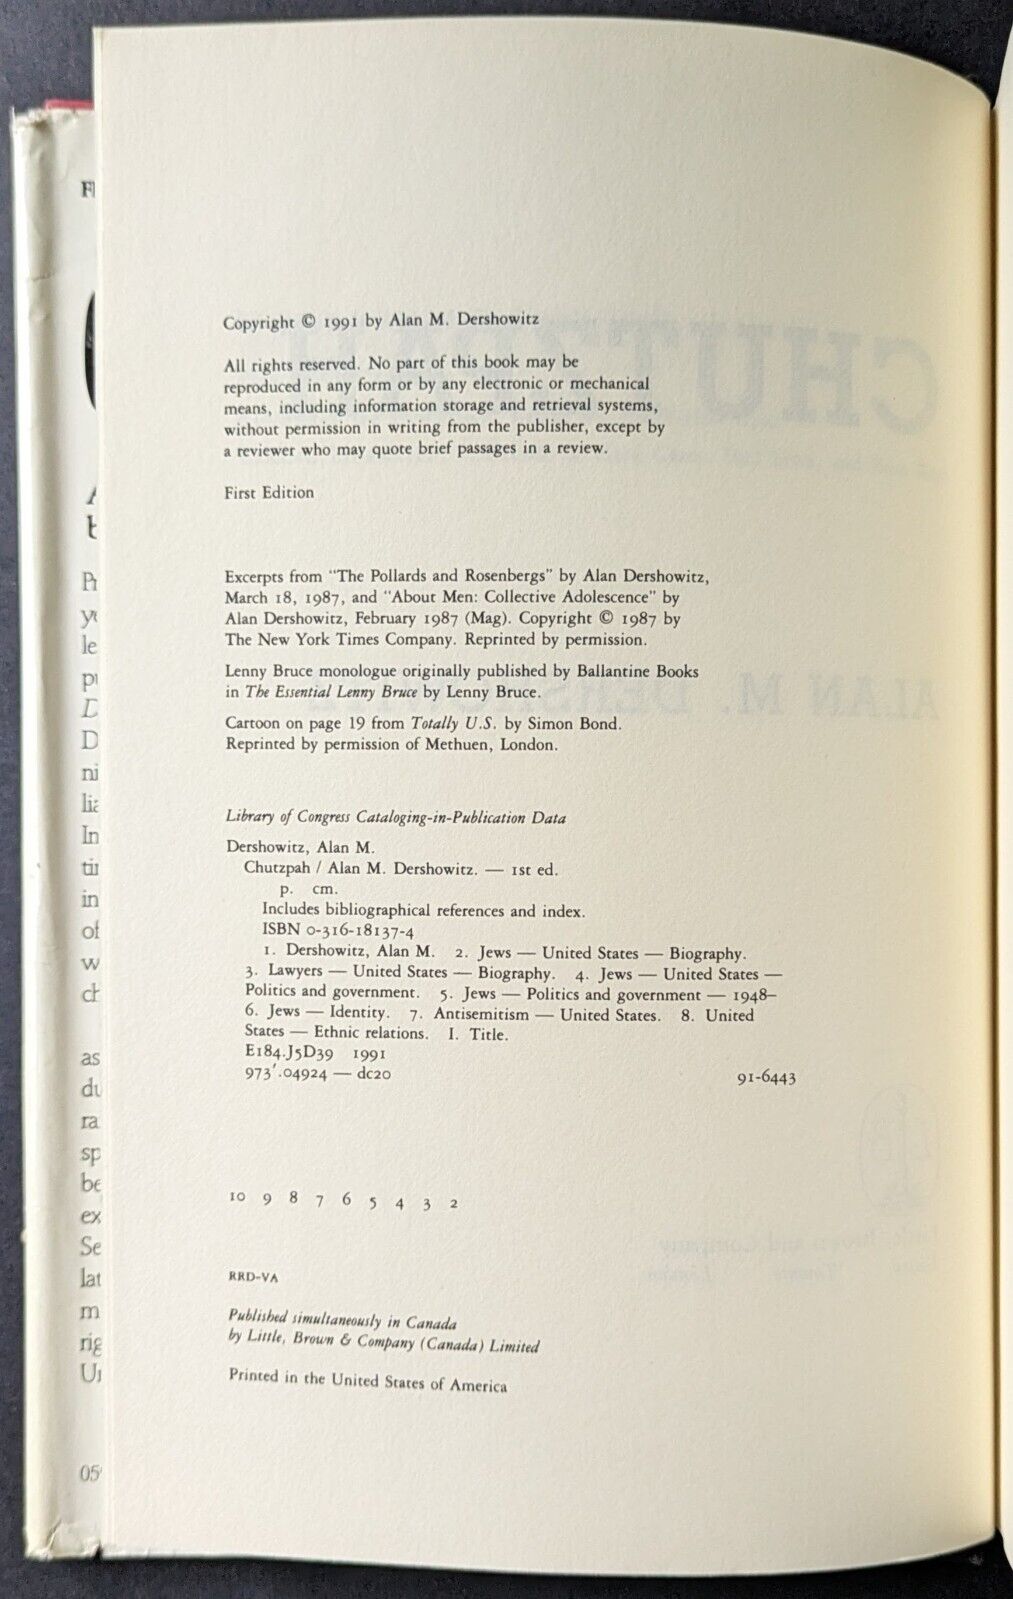 Copyright © 1991 by Alan M. Dershowitz
All rights reserved. No part of this book may be
reproduced in any form or by any electronic or mechanical
means, including information storage and retrieval systems,
without permission in writing from the publisher, except by
a reviewer who may quote brief passages in a review.
First Edition
Excerpts from "The Pollards and Rosenbergs" by Alan Dershowitz,
March 18, 1987, and "About Men: Collective Adolescence" by
Alan Dershowitz, February 1987 (Mag). Copyright © 1987 by
The New York Times Company. Reprinted by permission.
Lenny Bruce monologue originally published by Ballantine Books
in The Essential Lenny Bruce by Lenny Bruce.
Cartoon on page 19 from Totally U.S. by Simon Bond.
Reprinted by permission of Methuen, London.
Library of Congress Cataloging-in-Publication Data
Dershowitz, Alan M.
Chutzpah / Alan M. Dershowitz. — 1st ed.
p. cm.
Includes bibliographical references and index.
ISBN 0-316-18137-4
1. Dershowitz, Alan M. 2. Jews — United States — Biography.
3. Lawyers — United States — Biography. 4. Jews — United States —
Politics and government. 5. Jews — Politics and government — 1948–
6. Jews — Identity. 7. Antisemitism — United States. 8. United
States — Ethnic relations. I. Title.
E184.J5D39 1991
973'.04924 — dc20 91-6443
10 9 8 7 6 5 4 3 2
RRD-VA
Published simultaneously in Canada
by Little, Brown & Company (Canada) Limited
Printed in the United States of America